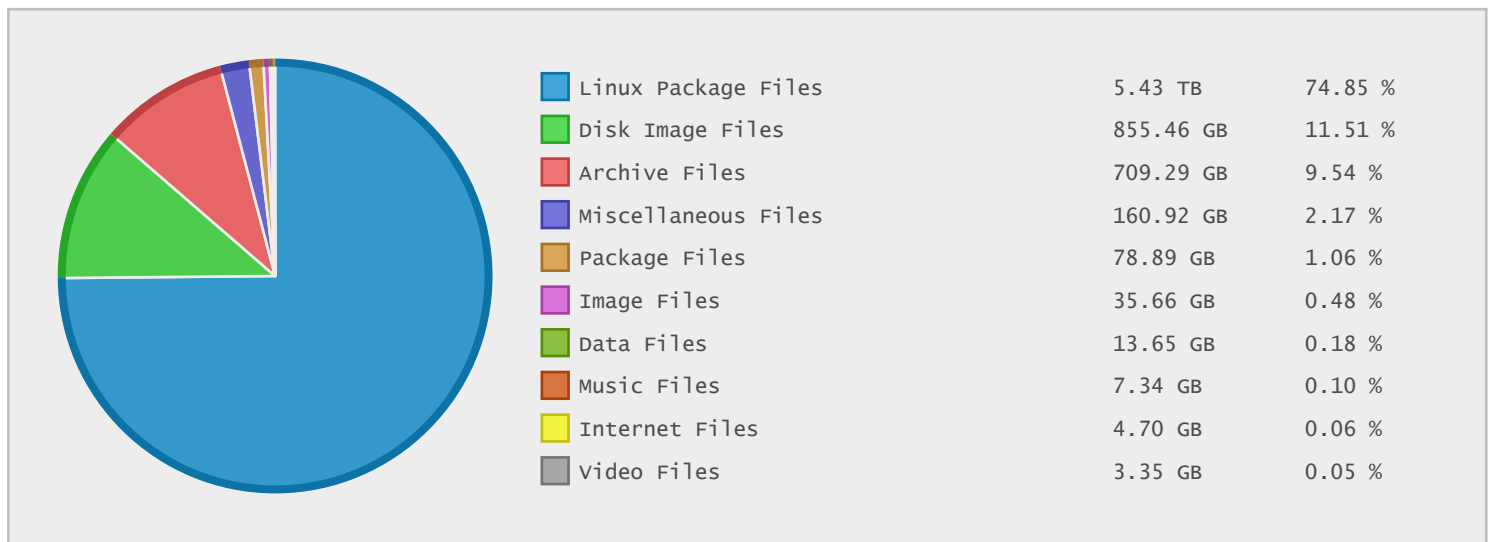 Linux Package Files 5.43 TB 74.85 %
Disk Image Files 855.46 GB 11.51 %
Archive Files 709.29 GB 9.54 %
Miscellaneous Files 160.92 GB 2.17 %
Package Files 78.89 GB 1.06 %
Image Files 35.66 GB 0.48 %
Data Files 13.65 GB 0.18 %
Music Files 7.34 GB 0.10 %
Internet Files 4.70 GB 0.06 %
Video Files 3.35 GB 0.05 %